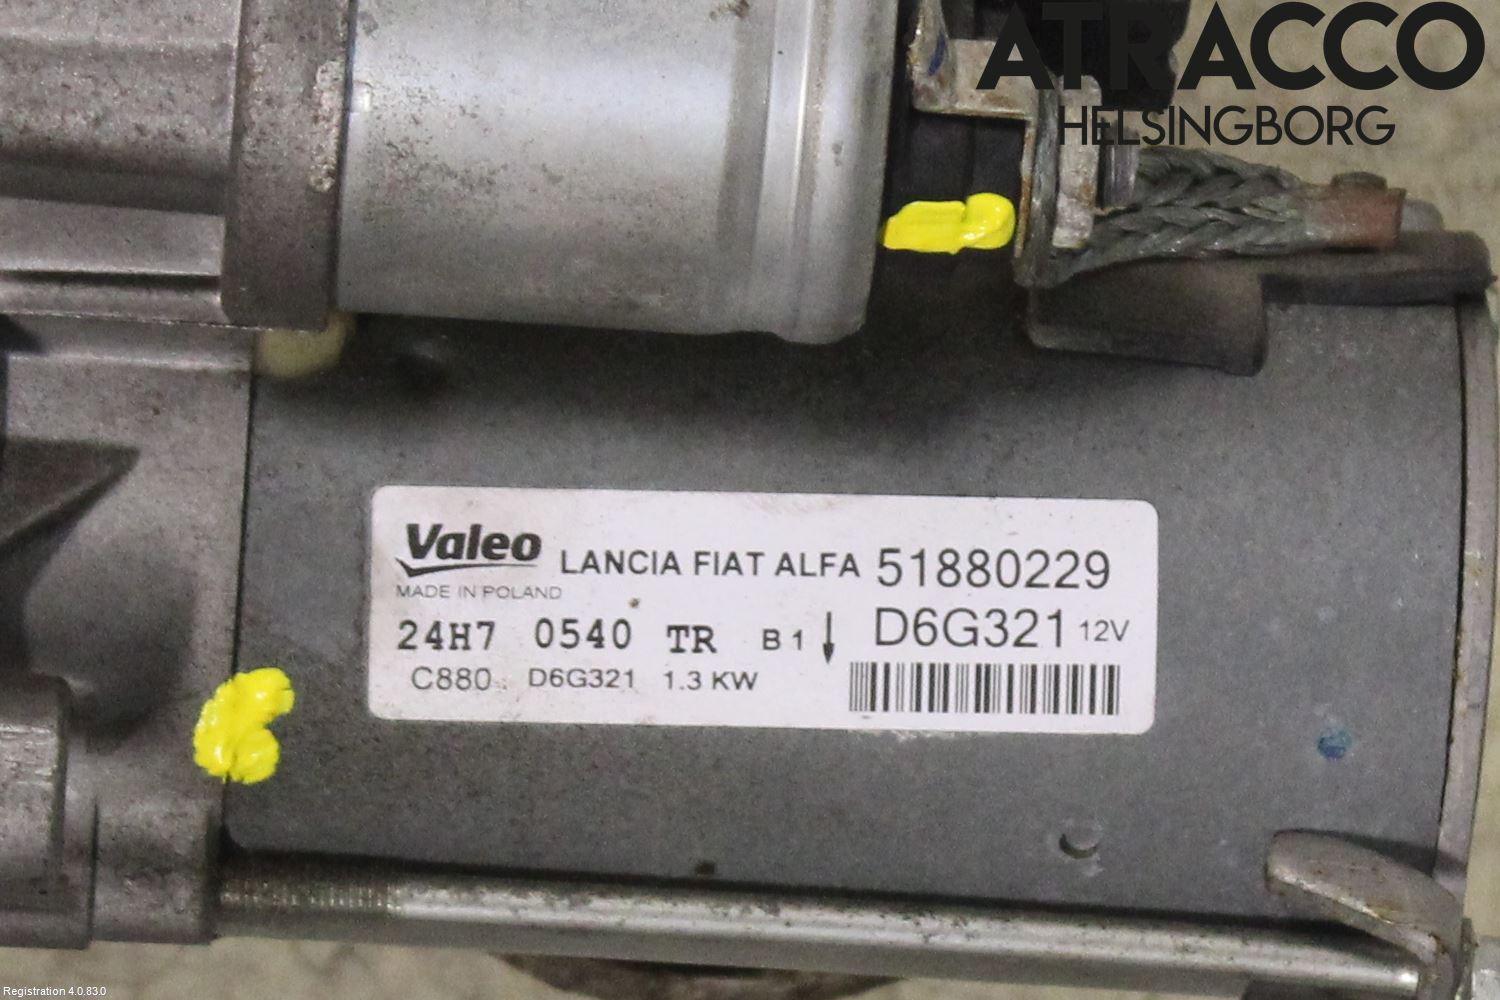 ATRACCO
HELSINGBORG
Valeo LANCIA FIAT ALFA 51880229
MADE IN POLAND
24H7 0540 TR B 1 D6G321 12V
C880 D6G321 1.3 KW
Registration 4.0.83.0